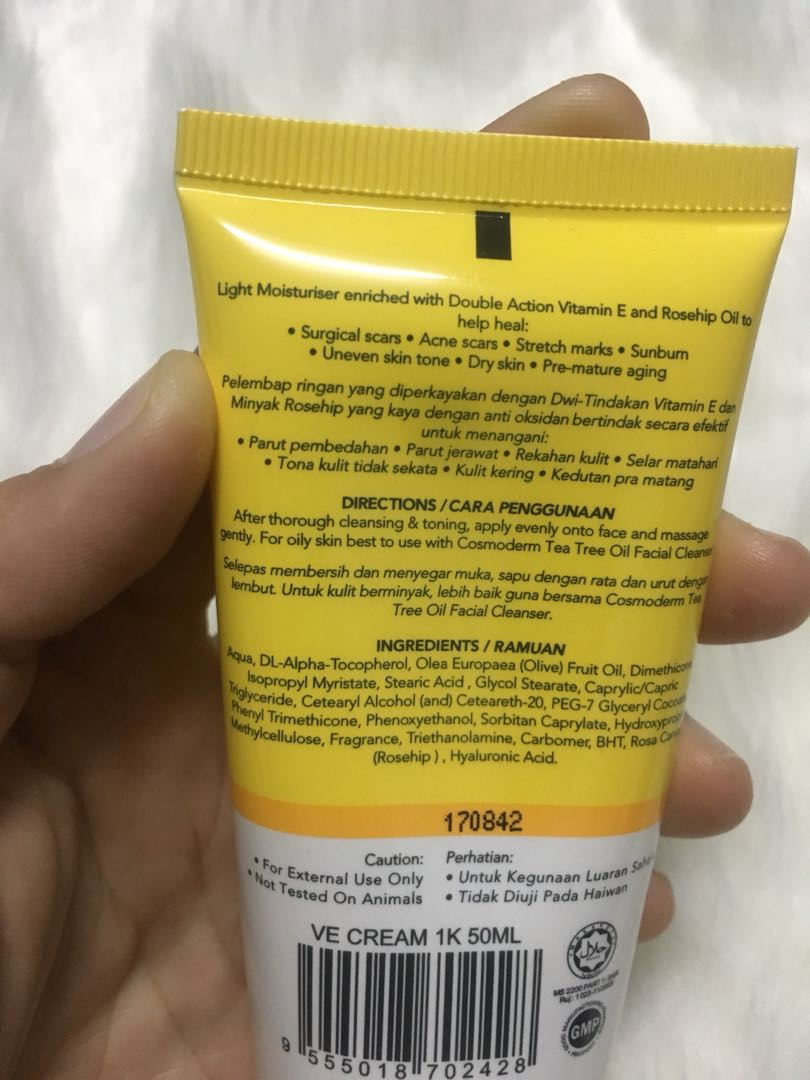 Light Moisturiser enriched with Double Action Vitamin E and Rosehip Oil to
help heal:
• Surgical scars • Acne scars • Stretch marks • Sunburn
• Uneven skin tone • Dry skin • Pre-mature aging
Pelembap ringan yang diperkayakan dengan Dwi-Tindakan Vitamin E dan
Minyak Rosehip yang kaya dengan anti oksidan bertindak secara efektif
untuk menangani:
• Parut pembedahan • Parut jerawat • Rekahan kulit • Selar matahari
• Tona kulit tidak sekata • Kulit kering • Kedutan pra matang
DIRECTIONS / CARA PENGGUNAAN
After thorough cleansing & toning, apply evenly onto face and massage
gently. For oily skin best to use with Cosmoderm Tea Tree Oil Facial Cleanser
Selepas membersih dan menyegar muka, sapu dengan rata dan urut dengan
lembut. Untuk kulit berminyak, lebih baik guna bersama Cosmoderm Tea
Tree Oil Facial Cleanser.
INGREDIENTS / RAMUAN
Aqua, DL-Alpha-Tocopherol, Olea Europaea (Olive) Fruit Oil, Dimethicone
Isopropyl Myristate, Stearic Acid , Glycol Stearate, Caprylic/Capric
Triglyceride, Cetearyl Alcohol (and) Ceteareth-20, PEG-7 Glyceryl
Phenyl Trimethicone, Phenoxyethanol, Sorbitan Caprylate,
Methylcellulose, Fragrance, Triethanolamine, Carbomer, BHT, Rosa
(Rosehip ) , Hyaluronic Acid.
170842
Caution:
• For External Use Only
• Not Tested On Animals
Perhatian:
• Untuk Kegunaan Luaran
• Tidak Diuji Pada Haiwan
VE CREAM 1K 50ML
9 555018 702428
حلال
MS 2200 PART 1:
GMP